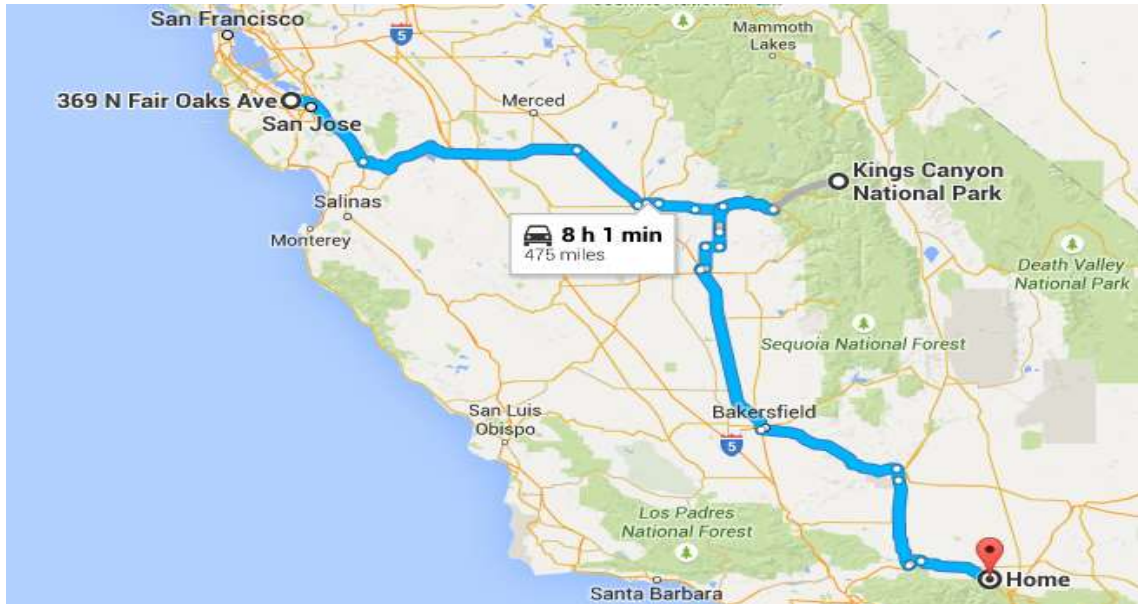 San Francisco
Mammoth
Lakes
5
369 N Fair Oaks Ave
San Jose
Merced
Kings Canyon
National Park
Salinas
Monterey
8 h 1 min
475 miles
Death Valley
National Park
Sequoia National Forest
San Luis
Obispo
Bakersfield
5
Los Padres
National Forest
Home
Santa Barbara